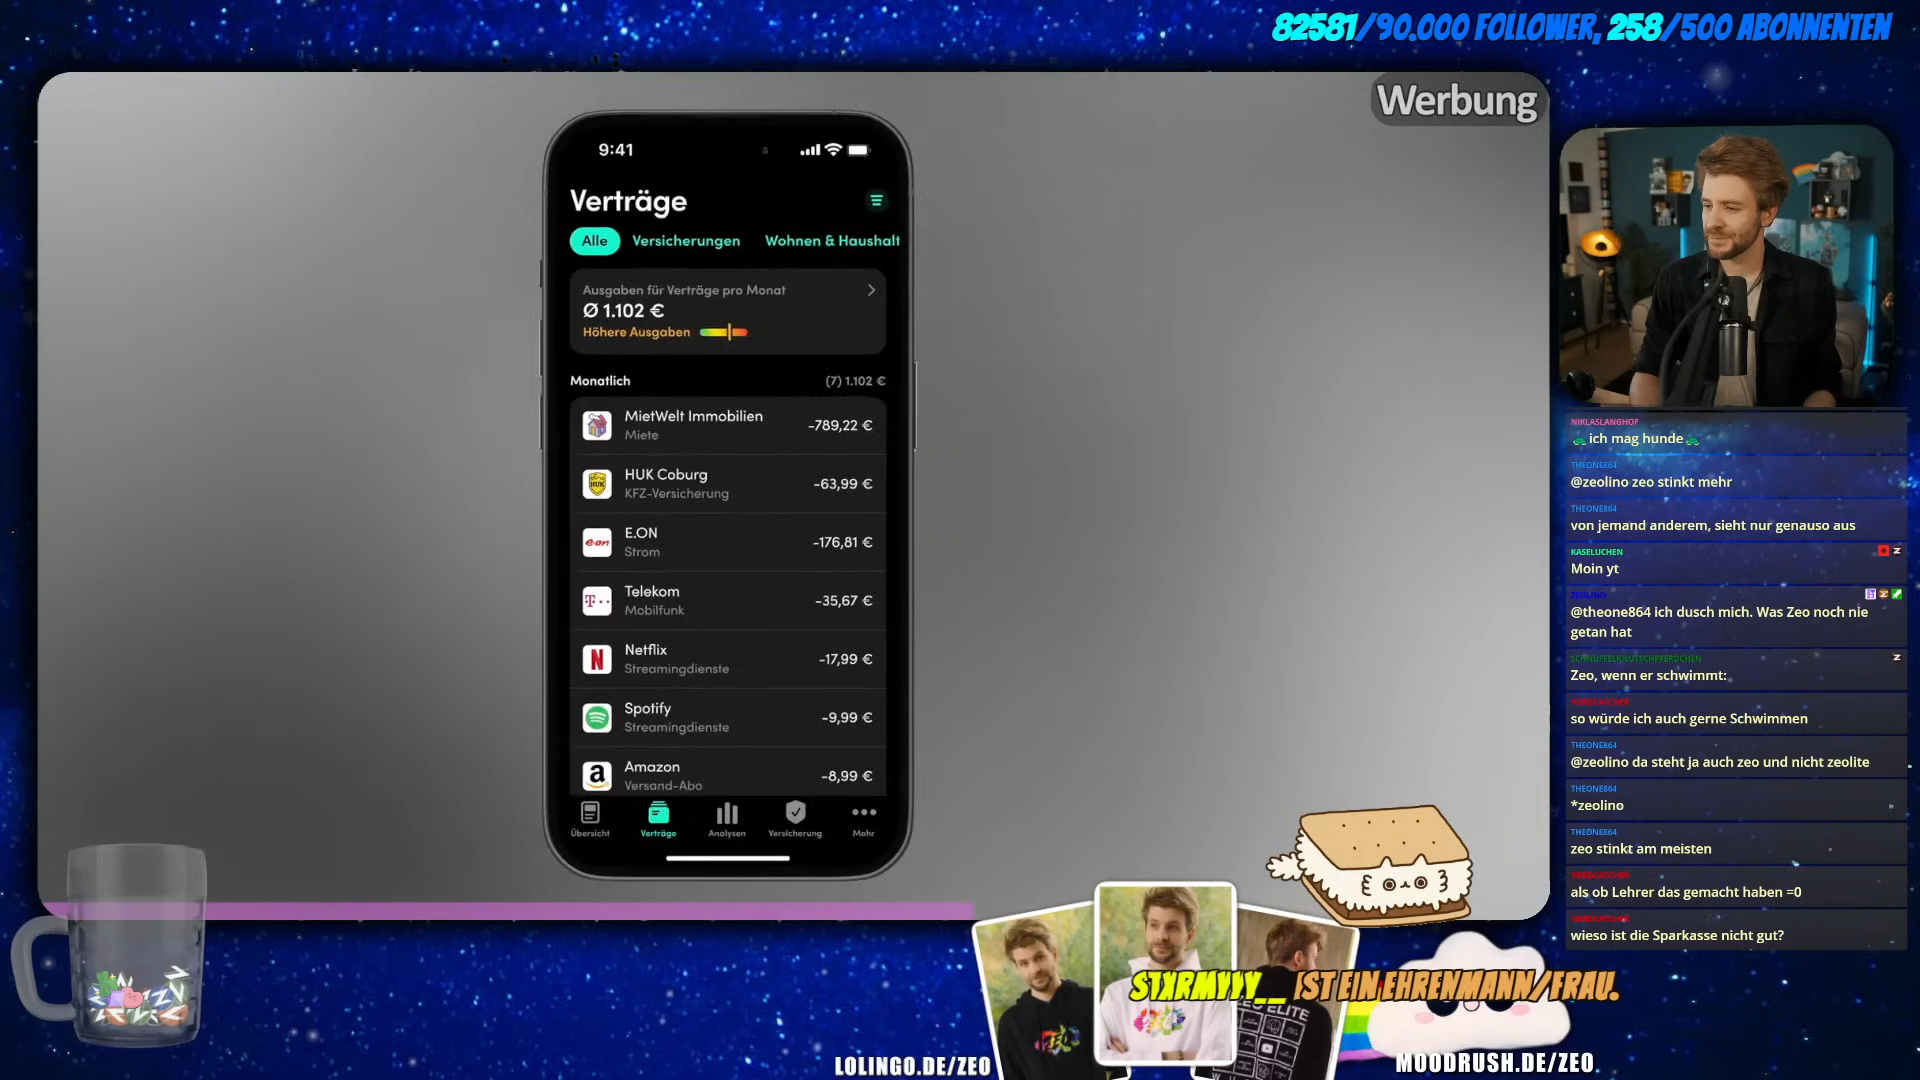 82581/90.000 FOLLOWER, 258/500 ABONNENTEN
Werbung
9:41
Verträge
Alle Versicherungen Wohnen & Haushalt
Ausgaben für Verträge pro Monat
Ø 1.102 €
Höhere Ausgaben
Monatlich (7) 1.102 €
MietWelt Immobilien
Miete
-789,22 €
HUK Coburg
KFZ-Versicherung
-63,99 €
e.on
E.ON
Strom
-176,81 €
Telekom
Mobilfunk
-35,67 €
Netflix
Streamingdienste
-17,99 €
Spotify
Streamingdienste
-9,99 €
Amazon
Versand-Abo
-8,99 €
Übersicht Verträge Analysen Versicherung Mehr
NIKLASLANGHOF
ich mag hunde
THEONE864
@zeolino zeo stinkt mehr
THEONE864
von jemand anderem, sieht nur genauso aus
KASELUCHEN
Moin yt
ZEOLINO
@theone864 ich dusch mich. Was Zeo noch nie
getan hat
SCHNUFFELKNUTSCHPFERDCHEN
Zeo, wenn er schwimmt:
so würde ich auch gerne Schwimmen
THEONE864
@zeolino da steht ja auch zeo und nicht zeolite
THEONE864
*zeolino
THEONE864
zeo stinkt am meisten
als ob Lehrer das gemacht haben =0
wieso ist die Sparkasse nicht gut?
STXRMYYY__ IST EIN EHRENMANN/FRAU.
LOLINGO.DE/ZEO
MOODRUSH.DE/ZEO